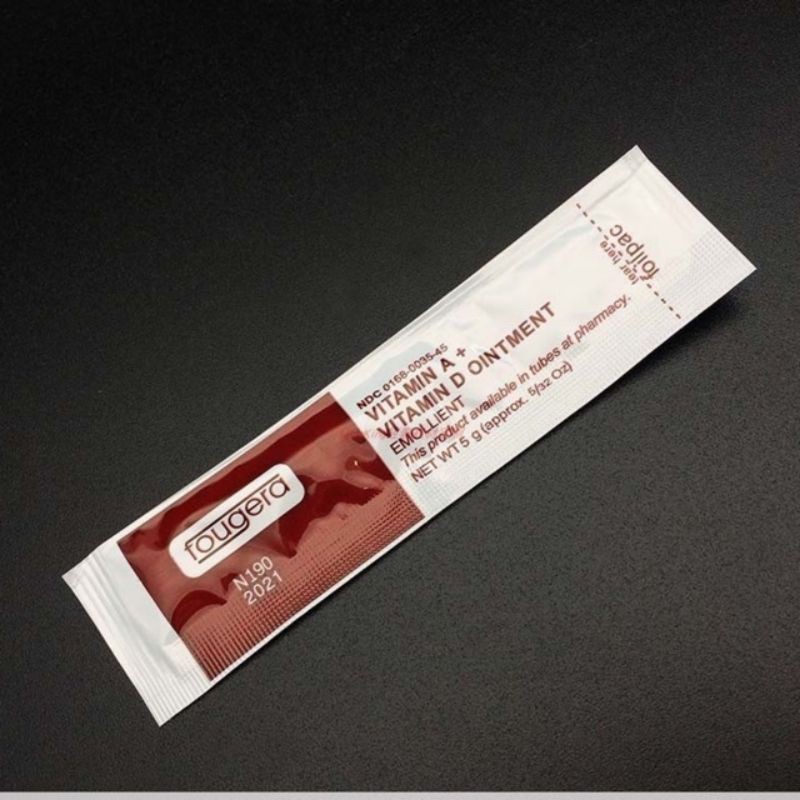 foilpac
tear here
NDC 0168-0035-45
VITAMIN A +
VITAMIN D OINTMENT
EMOLLIENT
This product available in tubes at pharmacy.
NET WT 5 g (approx. 5/32 Oz)
fougera
N190
2021